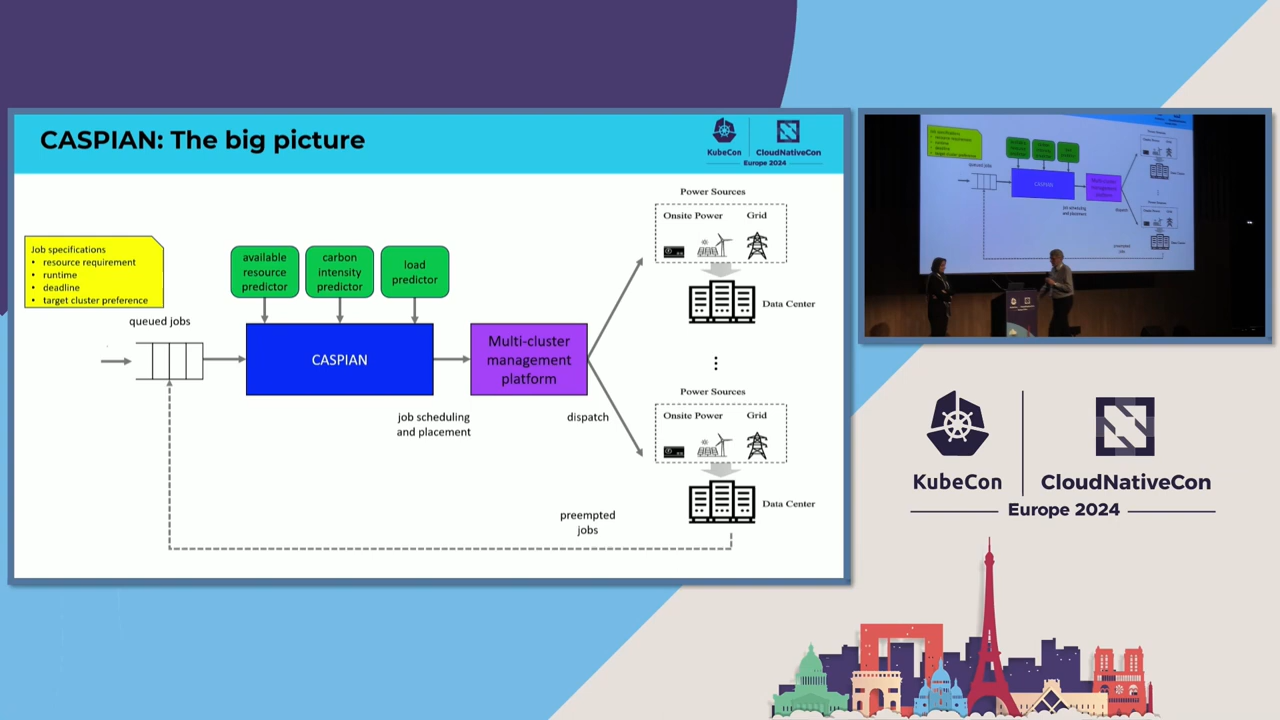 CASPIAN: The big picture
KubeCon
CloudNativeCon
Europe 2024
Job specifications
• resource requirement
• runtime
• deadline
• target cluster preference
queued jobs
available
resource
predictor
carbon
intensity
predictor
load
predictor
CASPIAN
job scheduling
and placement
Multi-cluster
management
platform
dispatch
Power Sources
Onsite Power
Grid
Data Center
Power Sources
Onsite Power
Grid
Data Center
preempted
jobs
queued jobs
CASPIAN
KubeCon
CloudNativeCon
Europe 2024